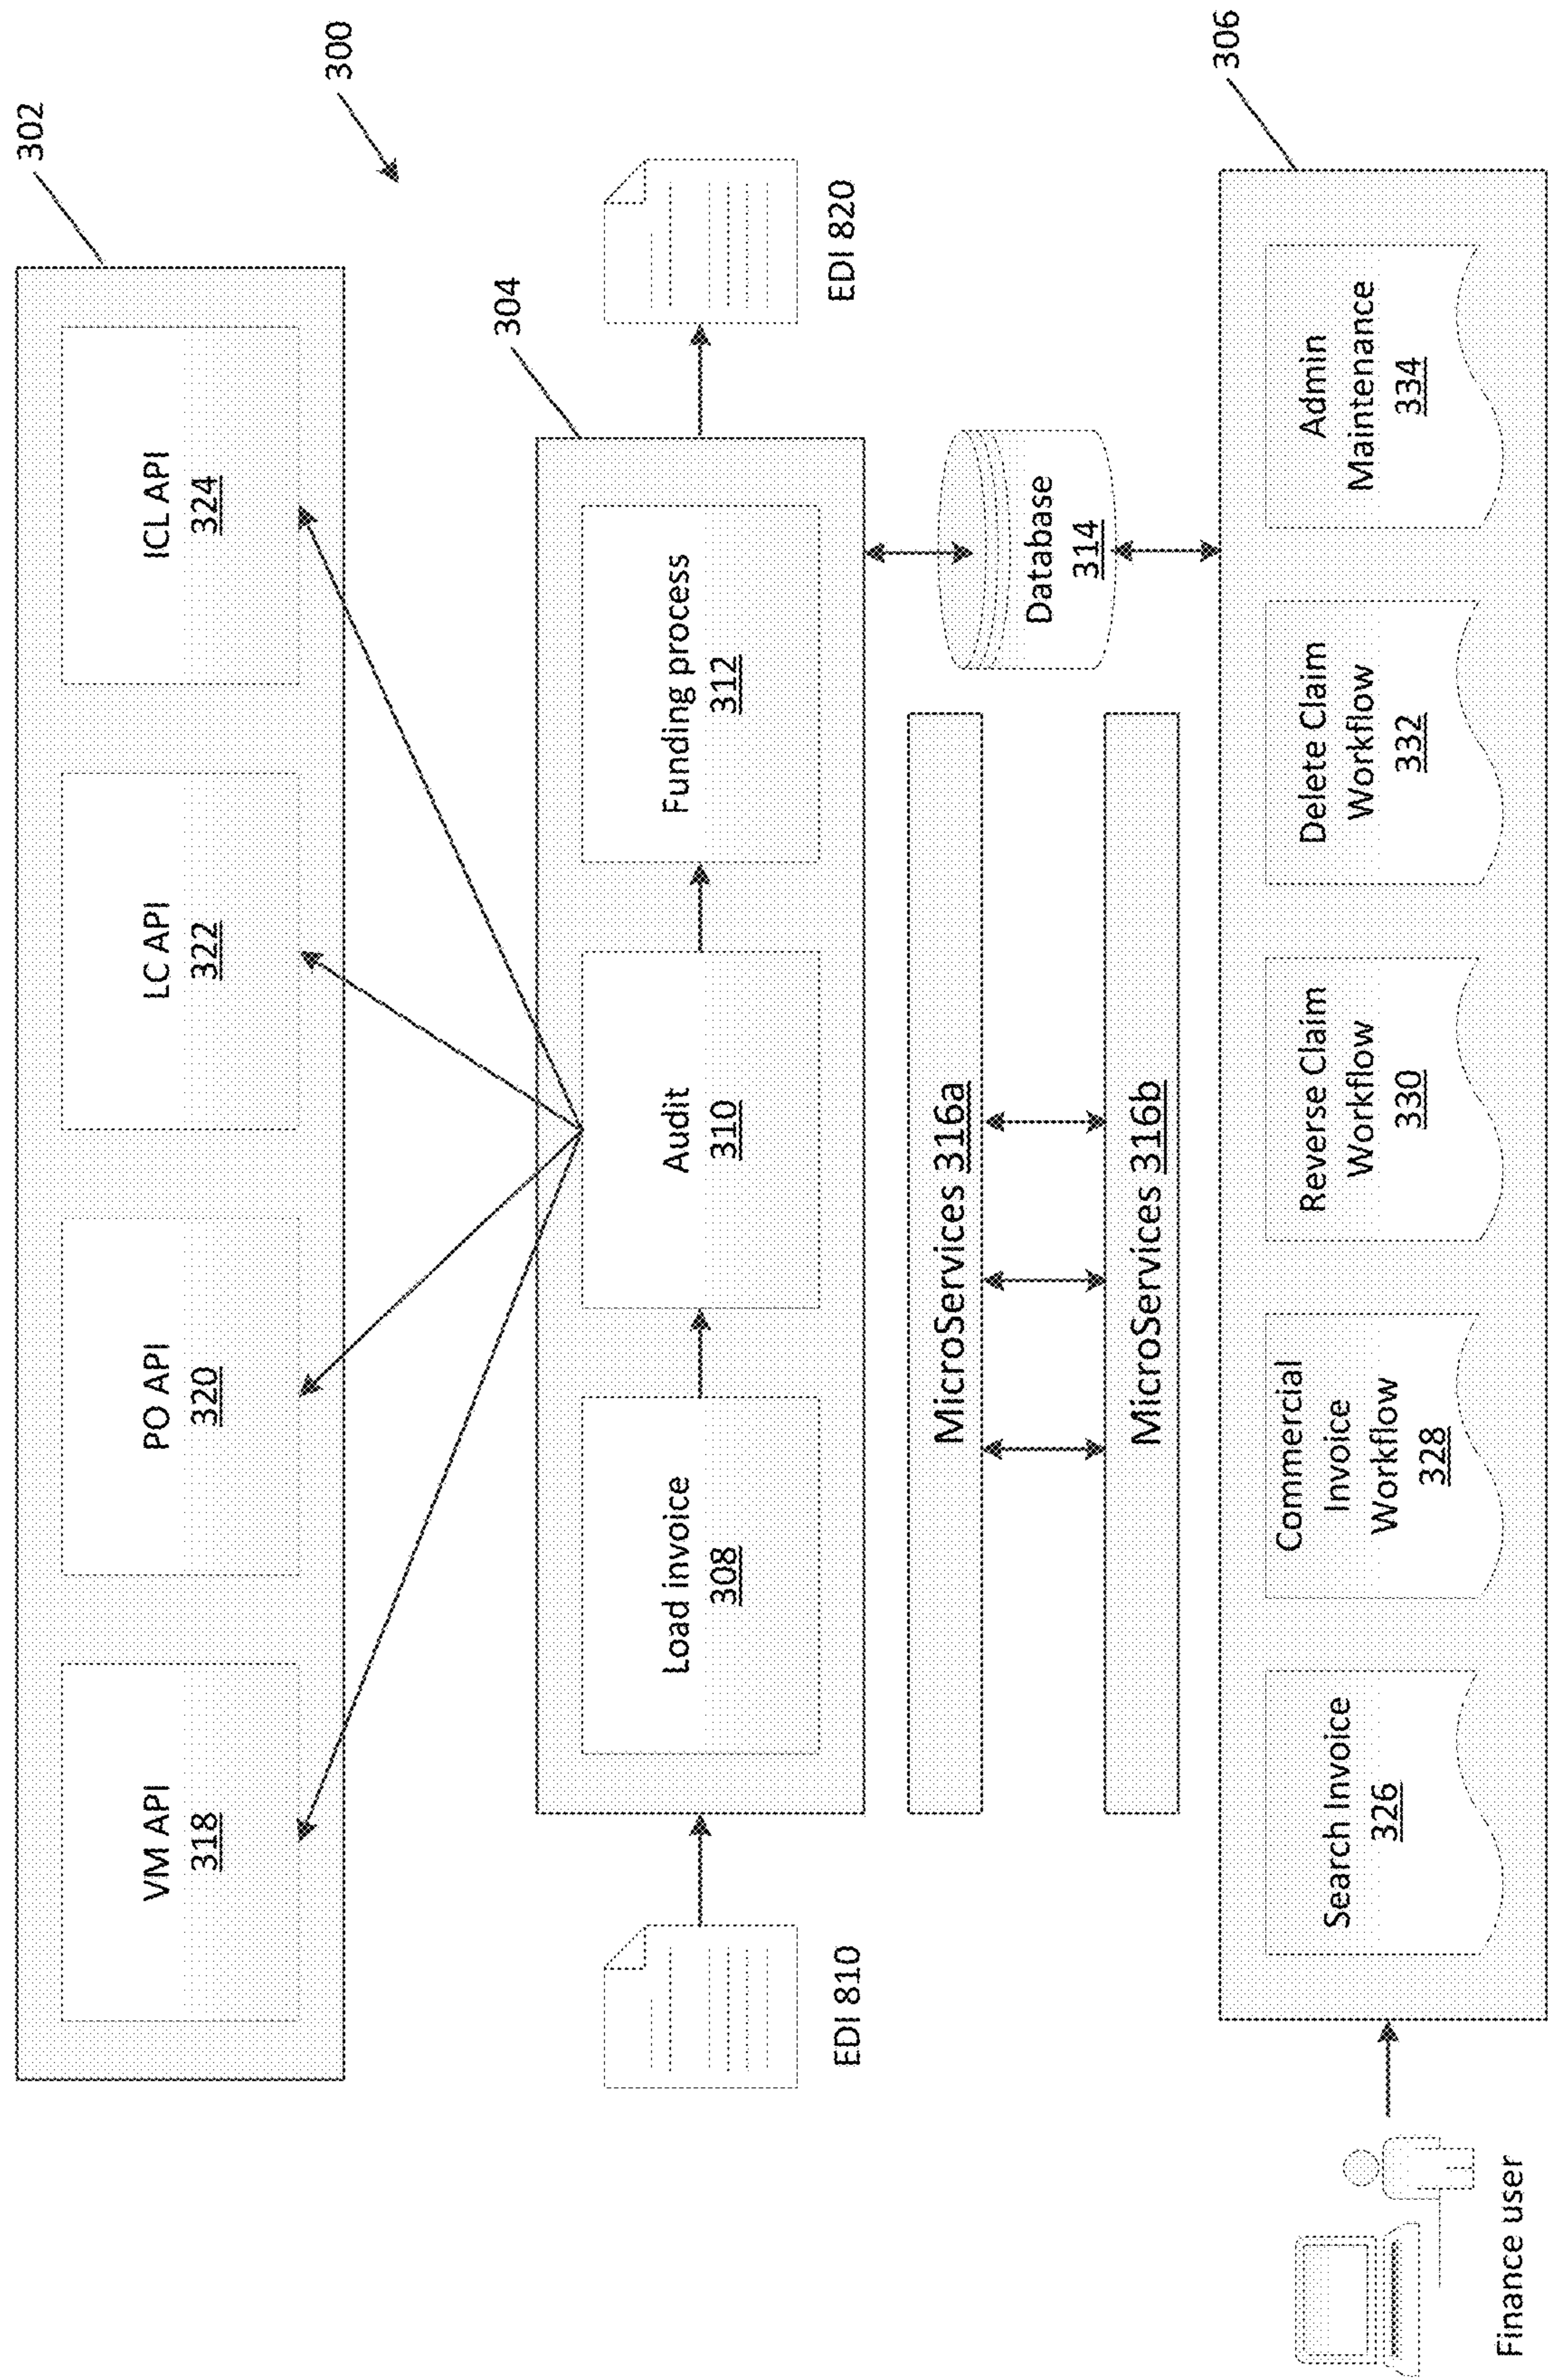 302
300
VM API
318
PO API
320
LC API
322
ICL API
324
304
EDI 810
Load invoice
308
Audit
310
Funding process
312
EDI 820
MicroServices 316a
MicroServices 316b
Database
314
306
Finance user
Search Invoice
326
Commercial
Invoice
Workflow
328
Reverse Claim
Workflow
330
Delete Claim
Workflow
332
Admin
Maintenance
334